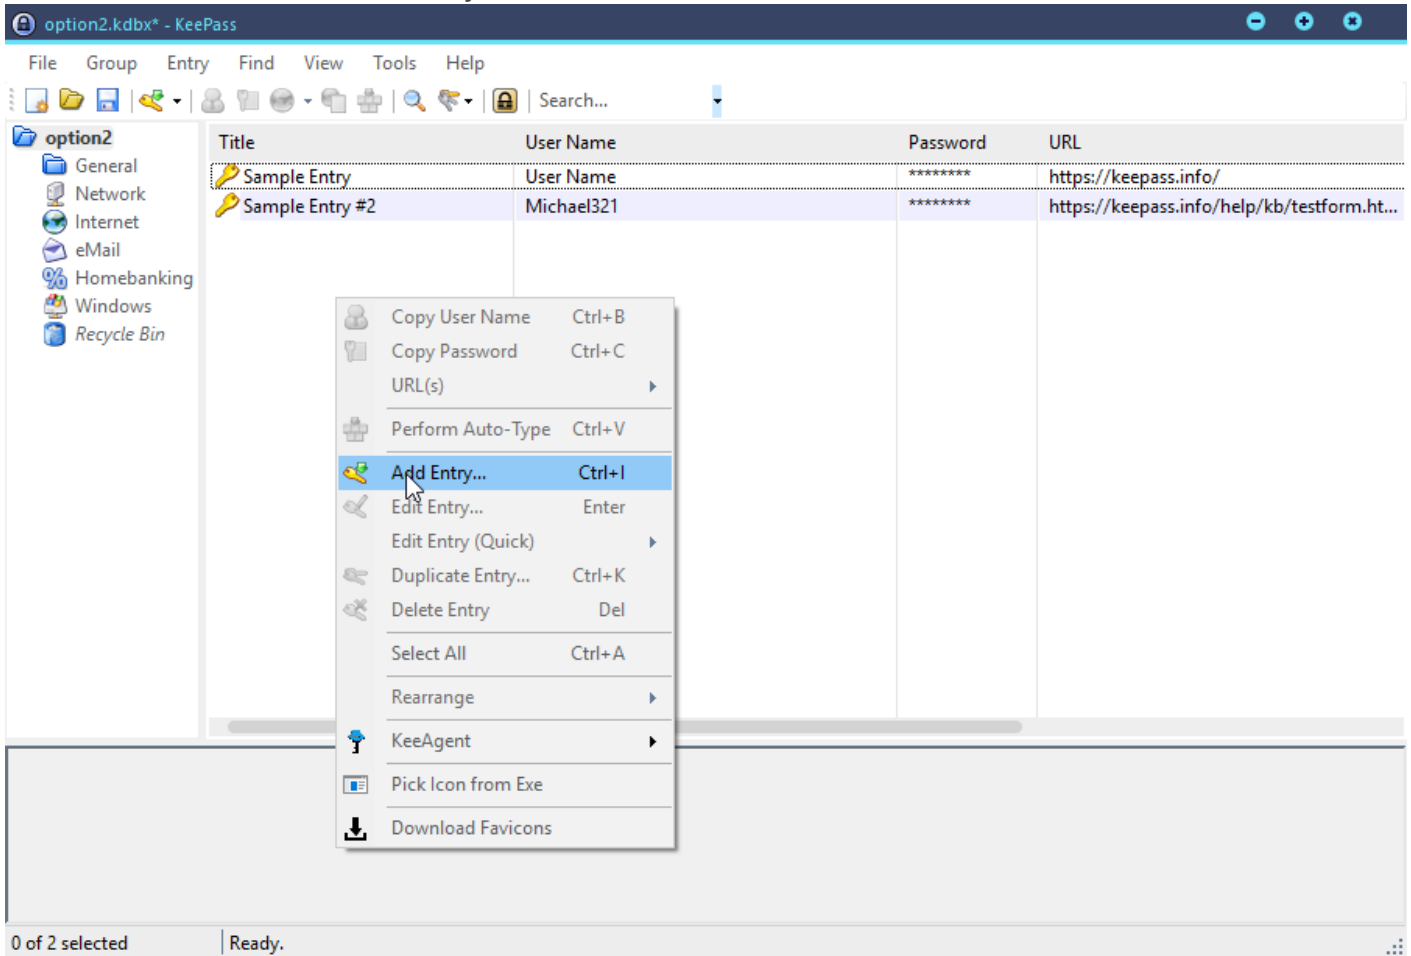 option2.kdbx* - KeePass
File Group Entry Find View Tools Help
Search...
option2
General
Network
Internet
eMail
Homebanking
Windows
Recycle Bin
Title User Name Password URL
Sample Entry User Name ******** https://keepass.info/
Sample Entry #2 Michael321 ******** https://keepass.info/help/kb/testform.ht...
Copy User Name Ctrl+B
Copy Password Ctrl+C
URL(s)
Perform Auto-Type Ctrl+V
Add Entry... Ctrl+I
Edit Entry... Enter
Edit Entry (Quick)
Duplicate Entry... Ctrl+K
Delete Entry Del
Select All Ctrl+A
Rearrange
KeeAgent
Pick Icon from Exe
Download Favicons
0 of 2 selected Ready.